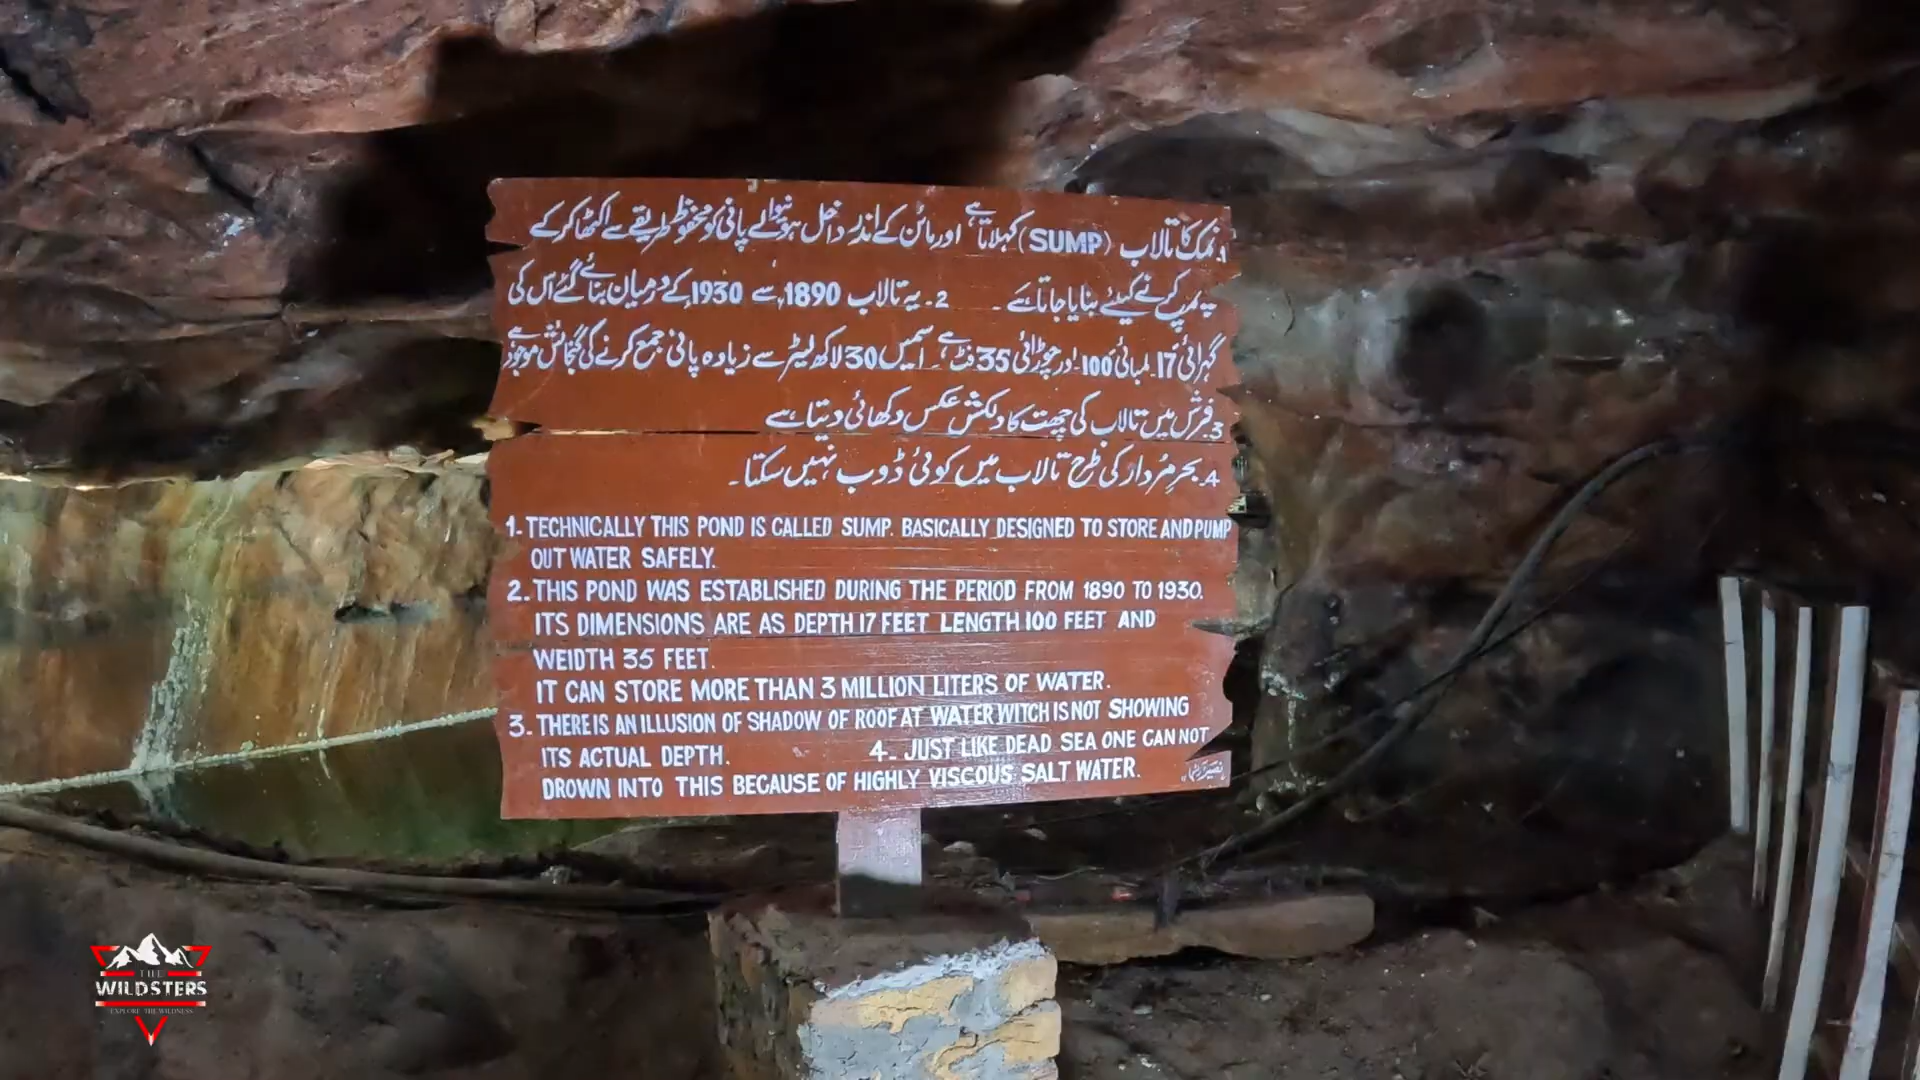 1. نمک کا تالاب (SUMP) کہلاتا ہے اور مائن کے اندر داخل ہونیوالے پانی کو محفوظ طریقے سے اکٹھا کر کے
پمپ کرنے کیلئے بنایا جاتا ہے ۔ 2۔ یہ تالاب 1890ء سے 1930ء کے درمیان بنائے گئے اس کی
گہرائی 17 لمبائی 100 اور چوڑائی 35 فٹ ہے ۔ اسمیں 30 لاکھ لیٹر سے زیادہ پانی جمع کرنے کی گنجائش موجود ہے
3. فرش میں تالاب کی چھت کا دلکش عکس دکھائی دیتا ہے
4. بحرِ مُردار کی طرح تالاب میں کوئی ڈوب نہیں سکتا ۔
1. TECHNICALLY THIS POND IS CALLED SUMP. BASICALLY DESIGNED TO STORE AND PUMP
OUT WATER SAFELY.
2. THIS POND WAS ESTABLISHED DURING THE PERIOD FROM 1890 TO 1930.
ITS DIMENSIONS ARE AS DEPTH 17 FEET LENGTH 100 FEET AND
WEIDTH 35 FEET.
IT CAN STORE MORE THAN 3 MILLION LITERS OF WATER.
3. THERE IS AN ILLUSION OF SHADOW OF ROOF AT WATER WITCH IS NOT SHOWING
ITS ACTUAL DEPTH. 4. JUST LIKE DEAD SEA ONE CAN NOT
DROWN INTO THIS BECAUSE OF HIGHLY VISCOUS SALT WATER.
THE
WILDSTERS
EXPLORE THE WILDNESS